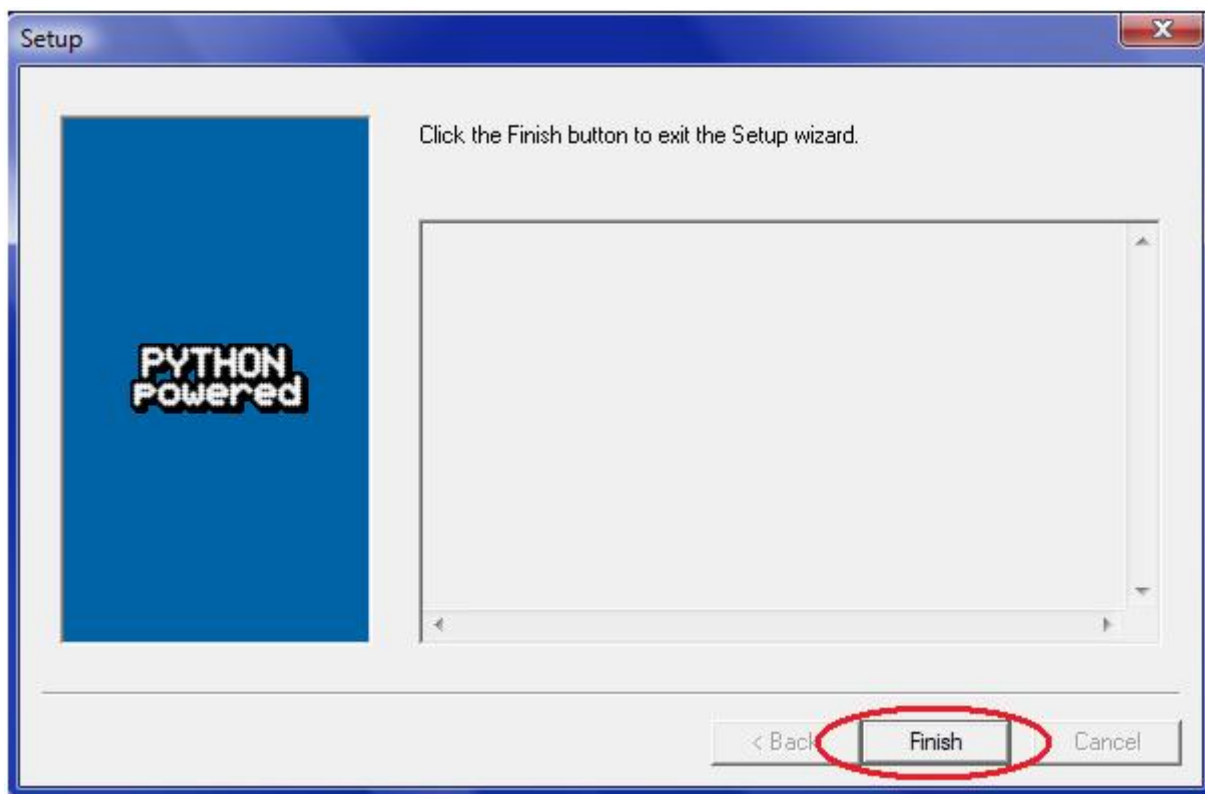 Setup
Click the Finish button to exit the Setup wizard.
PYTHON
powered
< Back
Finish
Cancel